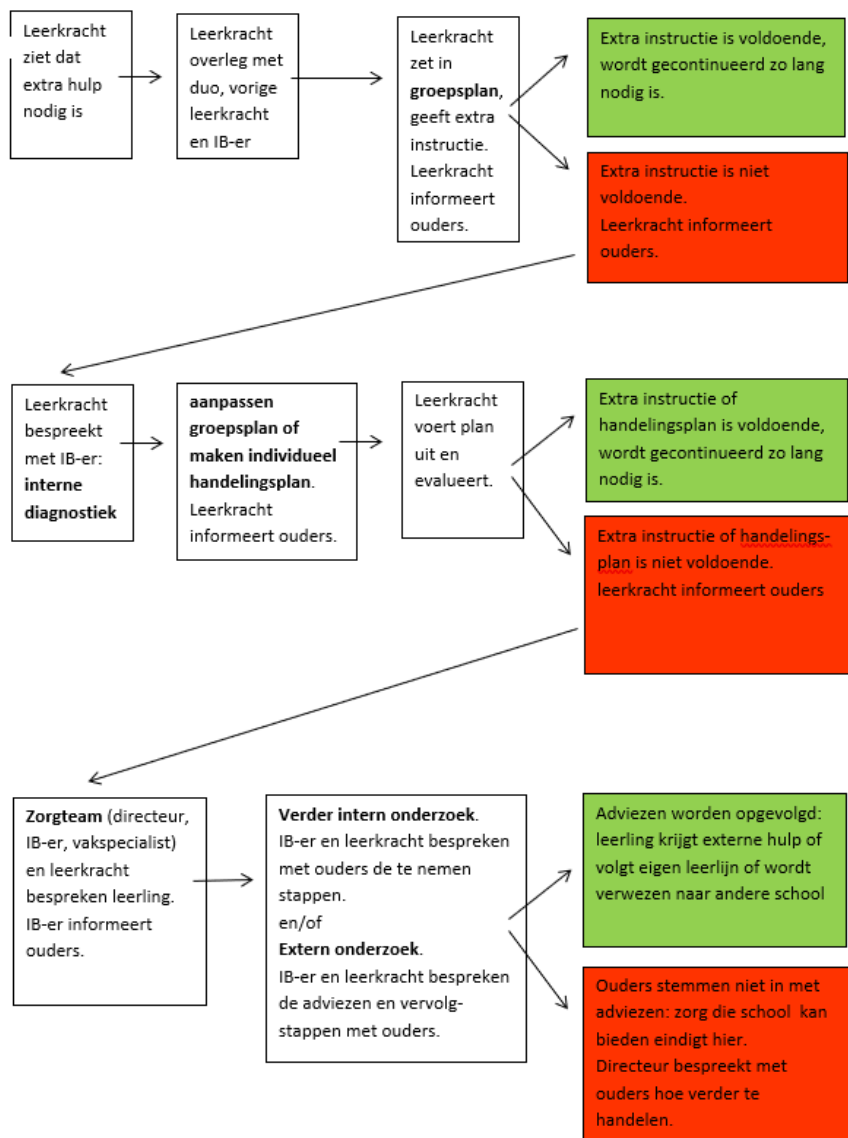 Leerkracht
ziet dat
extra hulp
nodig is
Leerkracht
overleg met
duo, vorige
leerkracht
en IB-er
Leerkracht
zet in
groepsplan,
geeft extra
instructie.
Leerkracht
informeert
ouders.
Extra instructie is voldoende,
wordt gecontinueerd zo lang
nodig is.
Extra instructie is niet
voldoende.
Leerkracht informeert
ouders.
Leerkracht
bespreekt
met IB-er:
interne
diagnostiek
aanpassen
groepsplan of
maken individueel
handelingsplan.
Leerkracht
informeert ouders.
Leerkracht
voert plan
uit en
evalueert.
Extra instructie of
handelingsplan is voldoende,
wordt gecontinueerd zo lang
nodig is.
Extra instructie of handelings-
plan is niet voldoende.
leerkracht informeert ouders
Zorgteam (directeur,
IB-er, vakspecialist)
en leerkracht
bespreken leerling.
IB-er informeert
ouders.
Verder intern onderzoek.
IB-er en leerkracht bespreken
met ouders de te nemen
stappen.
en/of
Extern onderzoek.
IB-er en leerkracht bespreken
de adviezen en vervolg-
stappen met ouders.
Adviezen worden opgevolgd:
leerling krijgt externe hulp of
volgt eigen leerlijn of wordt
verwezen naar andere school
Ouders stemmen niet in met
adviezen: zorg die school kan
bieden eindigt hier.
Directeur bespreekt met
ouders hoe verder te
handelen.